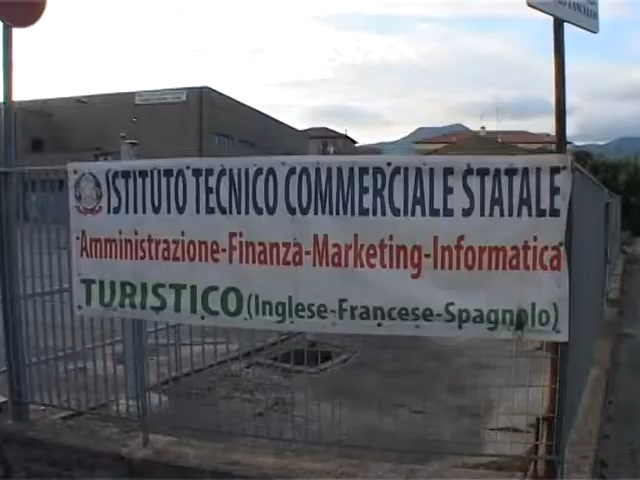 ISTITUTO TECNICO COMMERCIALE STATALE
Amministrazione-Finanza-Marketing-Informatica
TURISTICO (Inglese-Francese-Spagnolo)